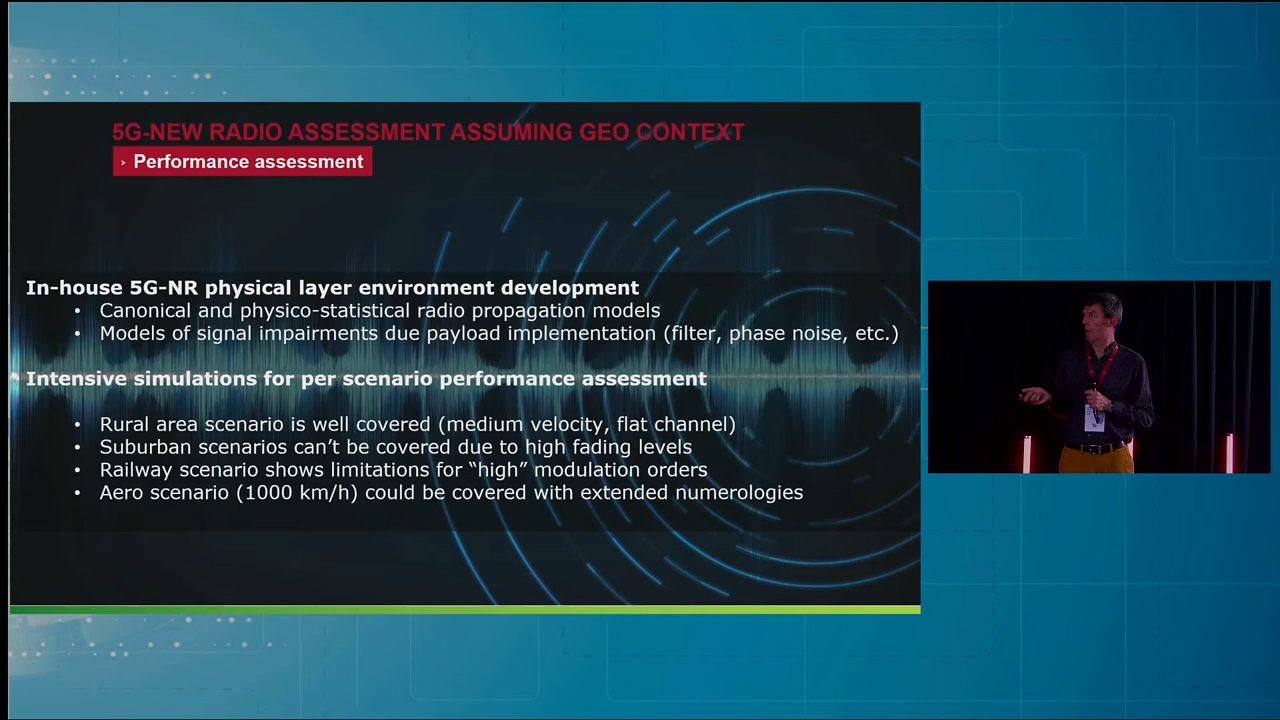 5G-NEW RADIO ASSESSMENT ASSUMING GEO CONTEXT
› Performance assessment
In-house 5G-NR physical layer environment development
• Canonical and physico-statistical radio propagation models
• Models of signal impairments due payload implementation (filter, phase noise, etc.)
Intensive simulations for per scenario performance assessment
• Rural area scenario is well covered (medium velocity, flat channel)
• Suburban scenarios can’t be covered due to high fading levels
• Railway scenario shows limitations for “high” modulation orders
• Aero scenario (1000 km/h) could be covered with extended numerologies